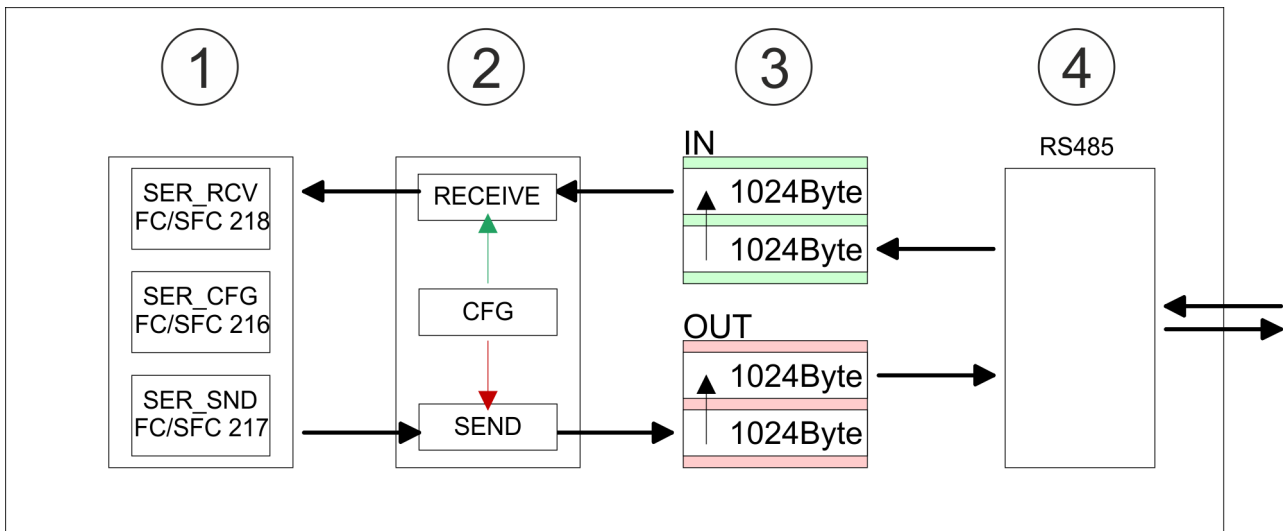 1
2
3
4
SER_RCV
FC/SFC 218
SER_CFG
FC/SFC 216
SER_SND
FC/SFC 217
RECEIVE
CFG
SEND
IN
1024Byte
1024Byte
OUT
1024Byte
1024Byte
RS485